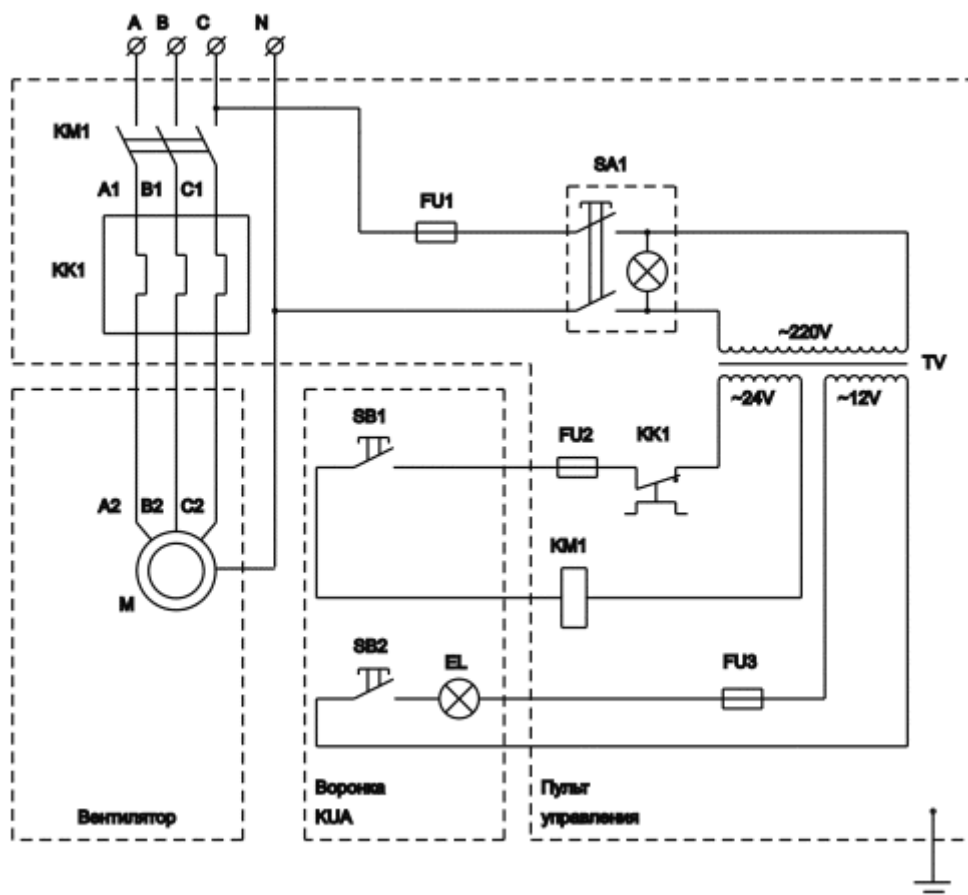 A B C N
KM1
SA1
A1 B1 C1
FU1
KK1
~220V
TV
~24V ~12V
SB1
FU2 KK1
A2 B2 C2
KM1
M
SB2 EL
FU3
Воронка
KUA
Пульт
управления
Вентилятор